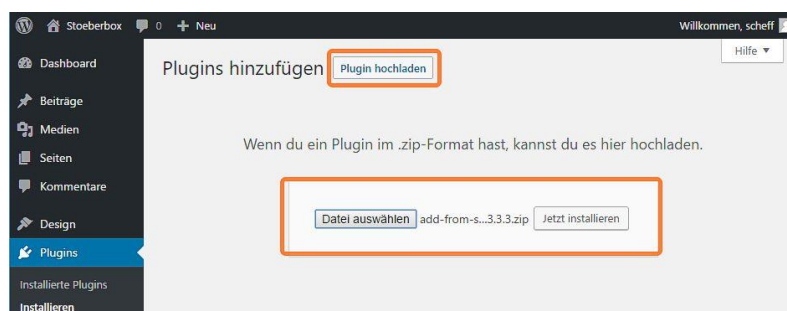 Stoeberbox 0 + Neu Willkommen, scheff
Hilfe ▼
Dashboard
Beiträge
Medien
Seiten
Kommentare
Design
Plugins
Installierte Plugins
Installieren
Plugins hinzufügen Plugin hochladen
Wenn du ein Plugin im .zip-Format hast, kannst du es hier hochladen.
Datei auswählen add-from-s...3.3.3.zip Jetzt installieren